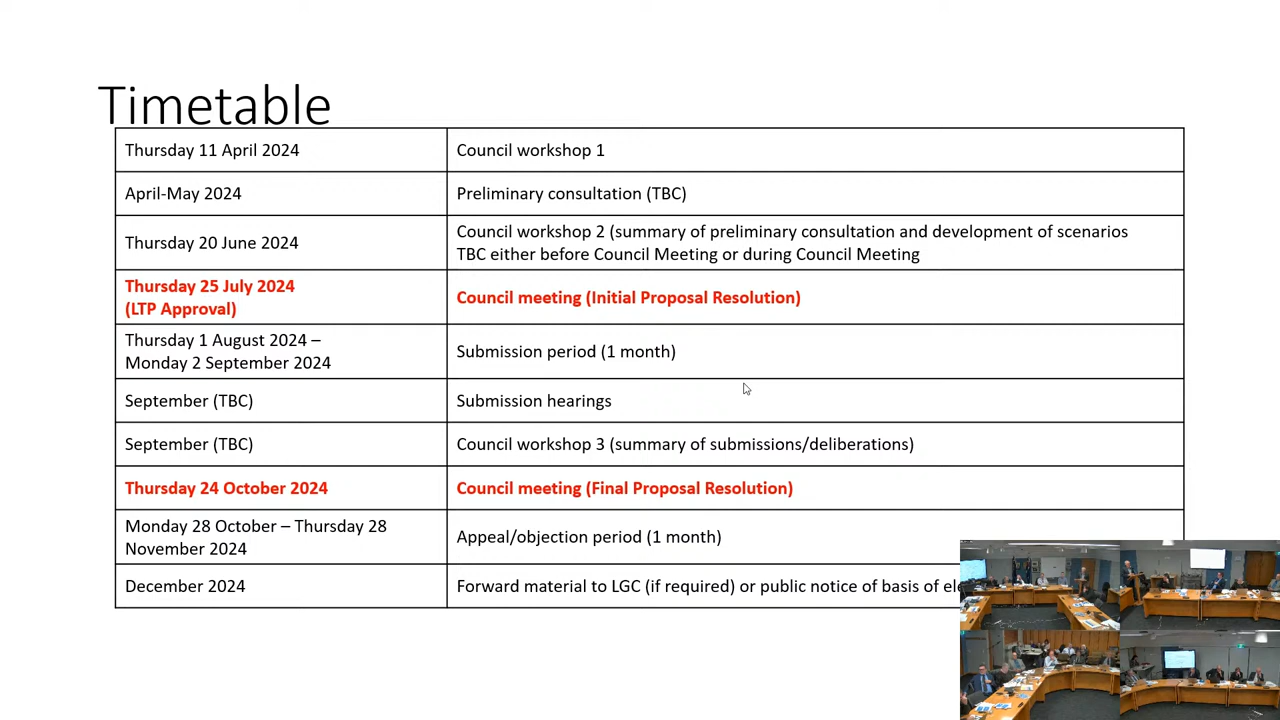 Timetable
Thursday 11 April 2024
Council workshop 1
April-May 2024
Preliminary consultation (TBC)
Thursday 20 June 2024
Council workshop 2 (summary of preliminary consultation and development of scenarios
TBC either before Council Meeting or during Council Meeting
Thursday 25 July 2024
(LTP Approval)
Council meeting (Initial Proposal Resolution)
Thursday 1 August 2024 –
Monday 2 September 2024
Submission period (1 month)
September (TBC)
Submission hearings
September (TBC)
Council workshop 3 (summary of submissions/deliberations)
Thursday 24 October 2024
Council meeting (Final Proposal Resolution)
Monday 28 October – Thursday 28
November 2024
Appeal/objection period (1 month)
December 2024
Forward material to LGC (if required) or public notice of basis of